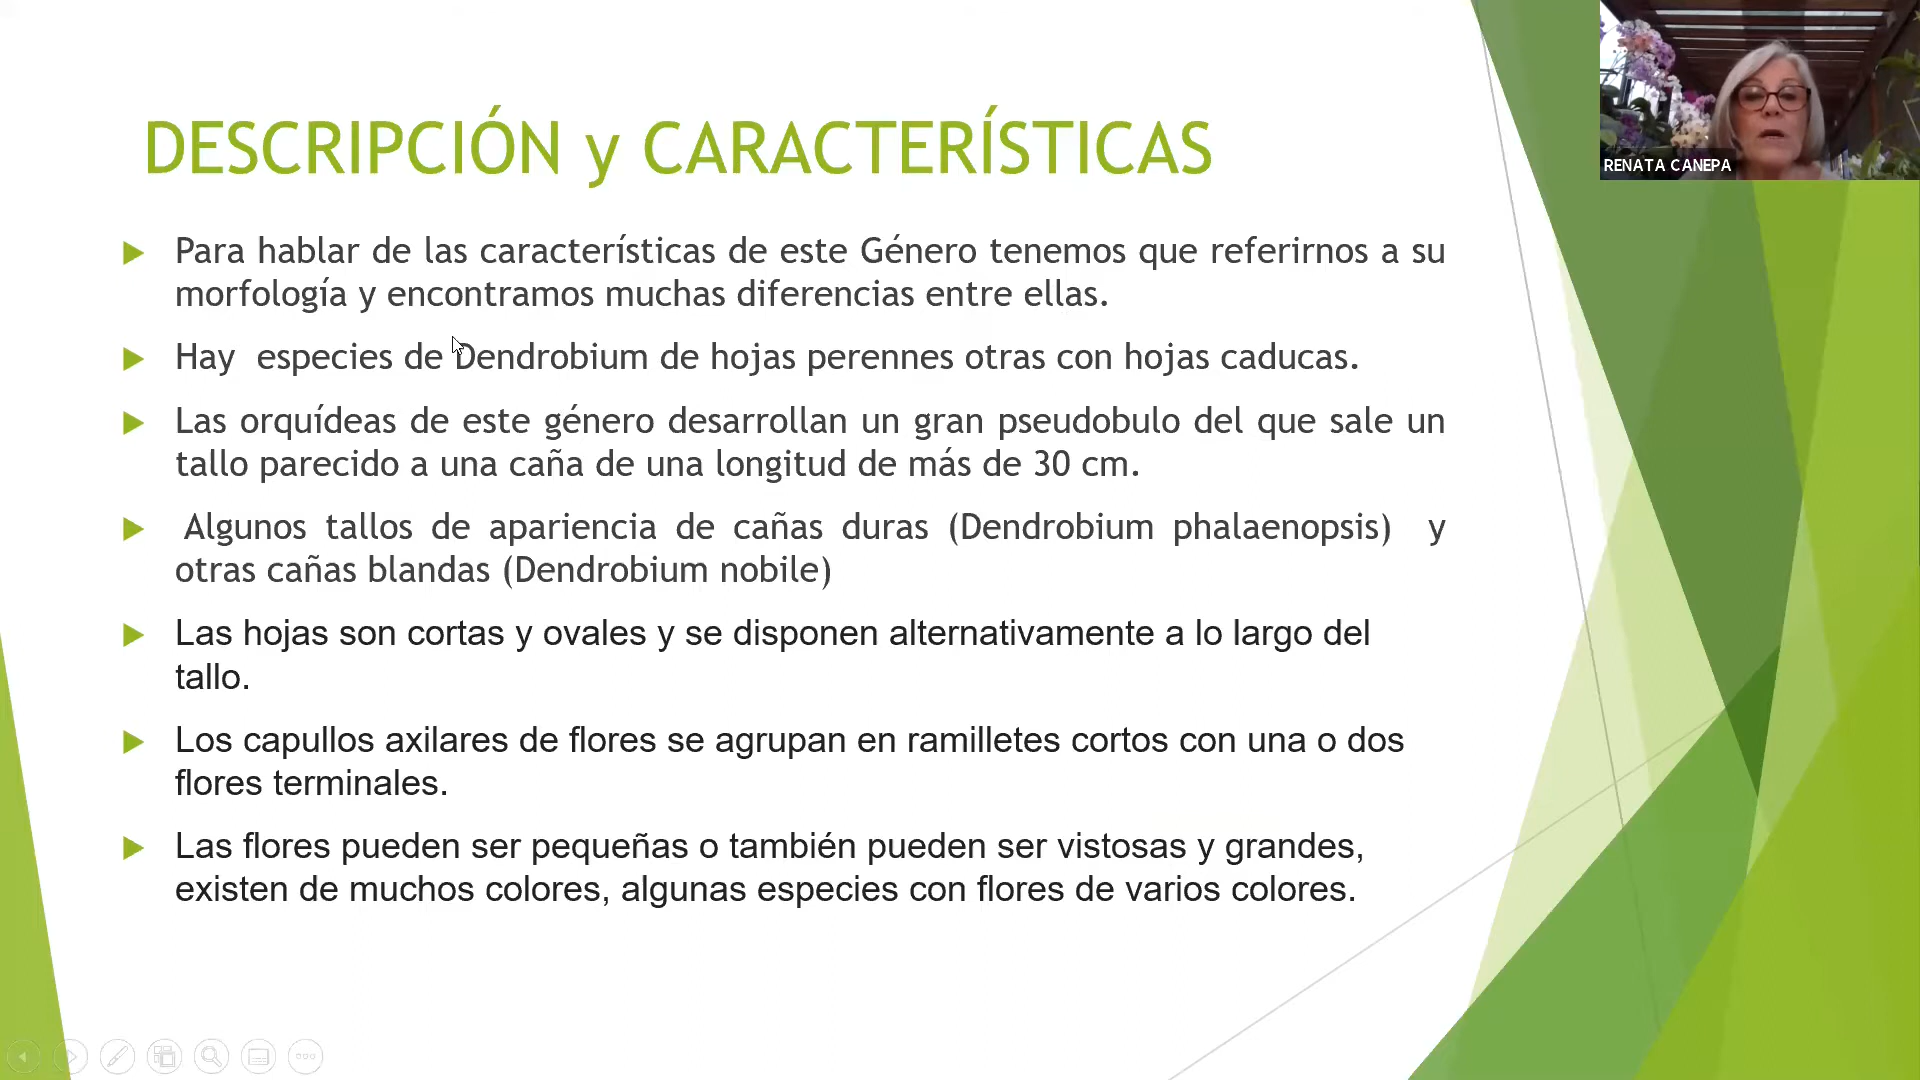 DESCRIPCIÓN y CARACTERÍSTICAS
RENATA CANEPA
Para hablar de las características de este Género tenemos que referirnos a su
morfología y encontramos muchas diferencias entre ellas.
Hay especies de Dendrobium de hojas perennes otras con hojas caducas.
Las orquídeas de este género desarrollan un gran pseudobulo del que sale un
tallo parecido a una caña de una longitud de más de 30 cm.
Algunos tallos de apariencia de cañas duras (Dendrobium phalaenopsis) y
otras cañas blandas (Dendrobium nobile)
Las hojas son cortas y ovales y se disponen alternativamente a lo largo del
tallo.
Los capullos axilares de flores se agrupan en ramilletes cortos con una o dos
flores terminales.
Las flores pueden ser pequeñas o también pueden ser vistosas y grandes,
existen de muchos colores, algunas especies con flores de varios colores.